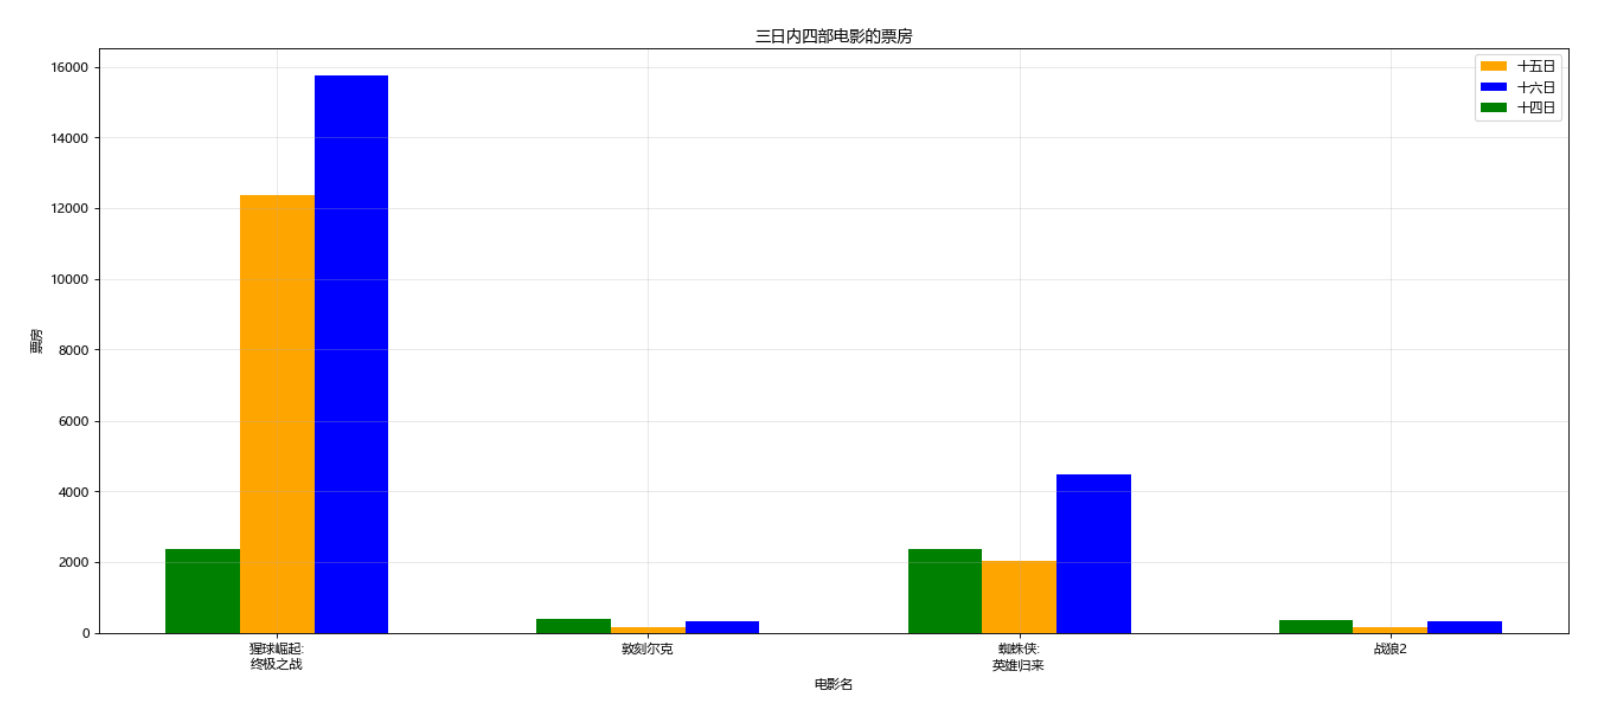 三日内四部电影的票房
十五日
十六日
十四日
16000
14000
12000
10000
8000
6000
4000
2000
0
票房
猩球崛起:
终极之战
敦刻尔克
蜘蛛侠:
英雄归来
战狼2
电影名